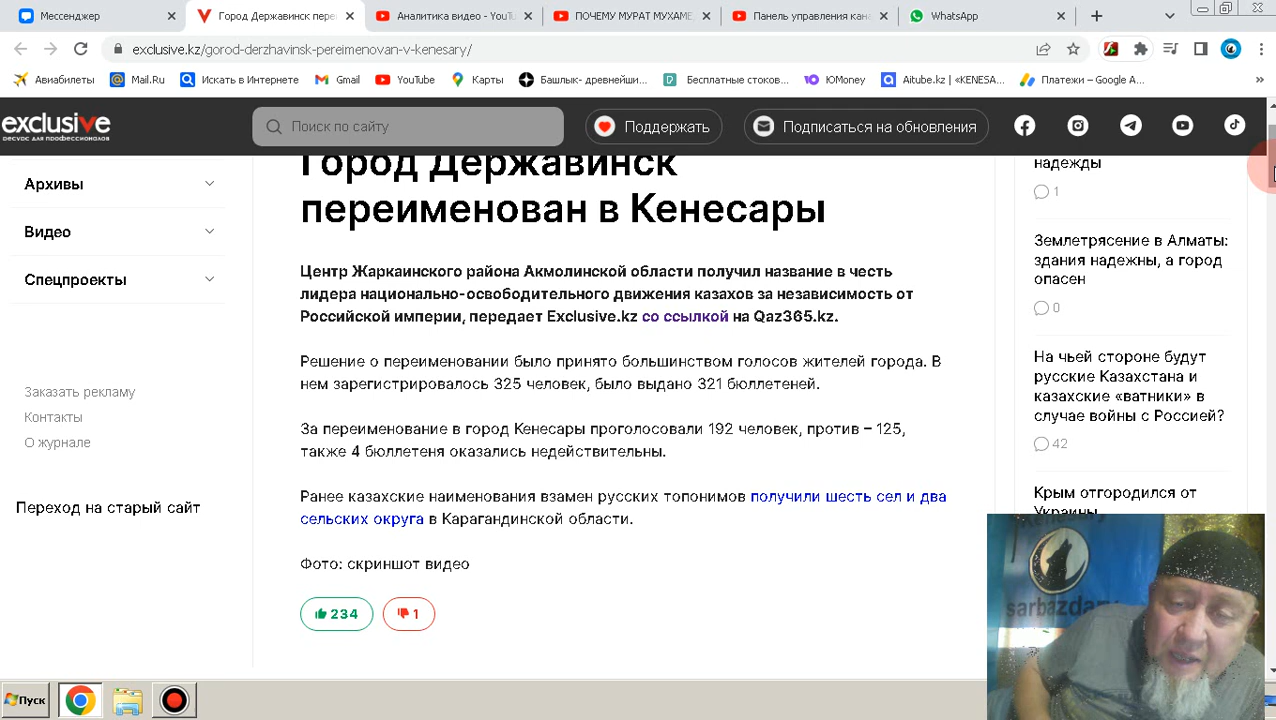 Мессенджер
Город Державинск пере
Аналитика видео - YouTu
ПОЧЕМУ МУРАТ МУХАМЕ
Панель управления кана
WhatsApp
exclusive.kz/gorod-derzhavinsk-pereimenovan-v-kenesary/
Авиабилеты
Mail.Ru
Искать в Интернете
Gmail
YouTube
Карты
Башлык- древнейши...
Бесплатные стоков...
ЮMoney
Aitube.kz | «KENESA...
Платежи – Google A...
»
exclusive
ресурс для профессионалов
Поиск по сайту
Поддержать
Подписаться на обновления
Архивы
Видео
Спецпроекты
Заказать рекламу
Контакты
О журнале
Переход на старый сайт
Город Державинск
переименован в Кенесары
Центр Жаркаинского района Акмолинской области получил название в честь
лидера национально-освободительного движения казахов за независимость от
Российской империи, передает Exclusive.kz со ссылкой на Qaz365.kz.
Решение о переименовании было принято большинством голосов жителей города. В
нем зарегистрировалось 325 человек, было выдано 321 бюллетеней.
За переименование в город Кенесары проголосовали 192 человек, против – 125,
также 4 бюллетеня оказались недействительны.
Ранее казахские наименования взамен русских топонимов получили шесть сел и два
сельских округа в Карагандинской области.
Фото: скриншот видео
234
1
надежды
1
Землетрясение в Алматы:
здания надежны, а город
опасен
0
На чьей стороне будут
русские Казахстана и
казахские «ватники» в
случае войны с Россией?
42
Крым отгородился от
Украины
sarbazdary
Пуск